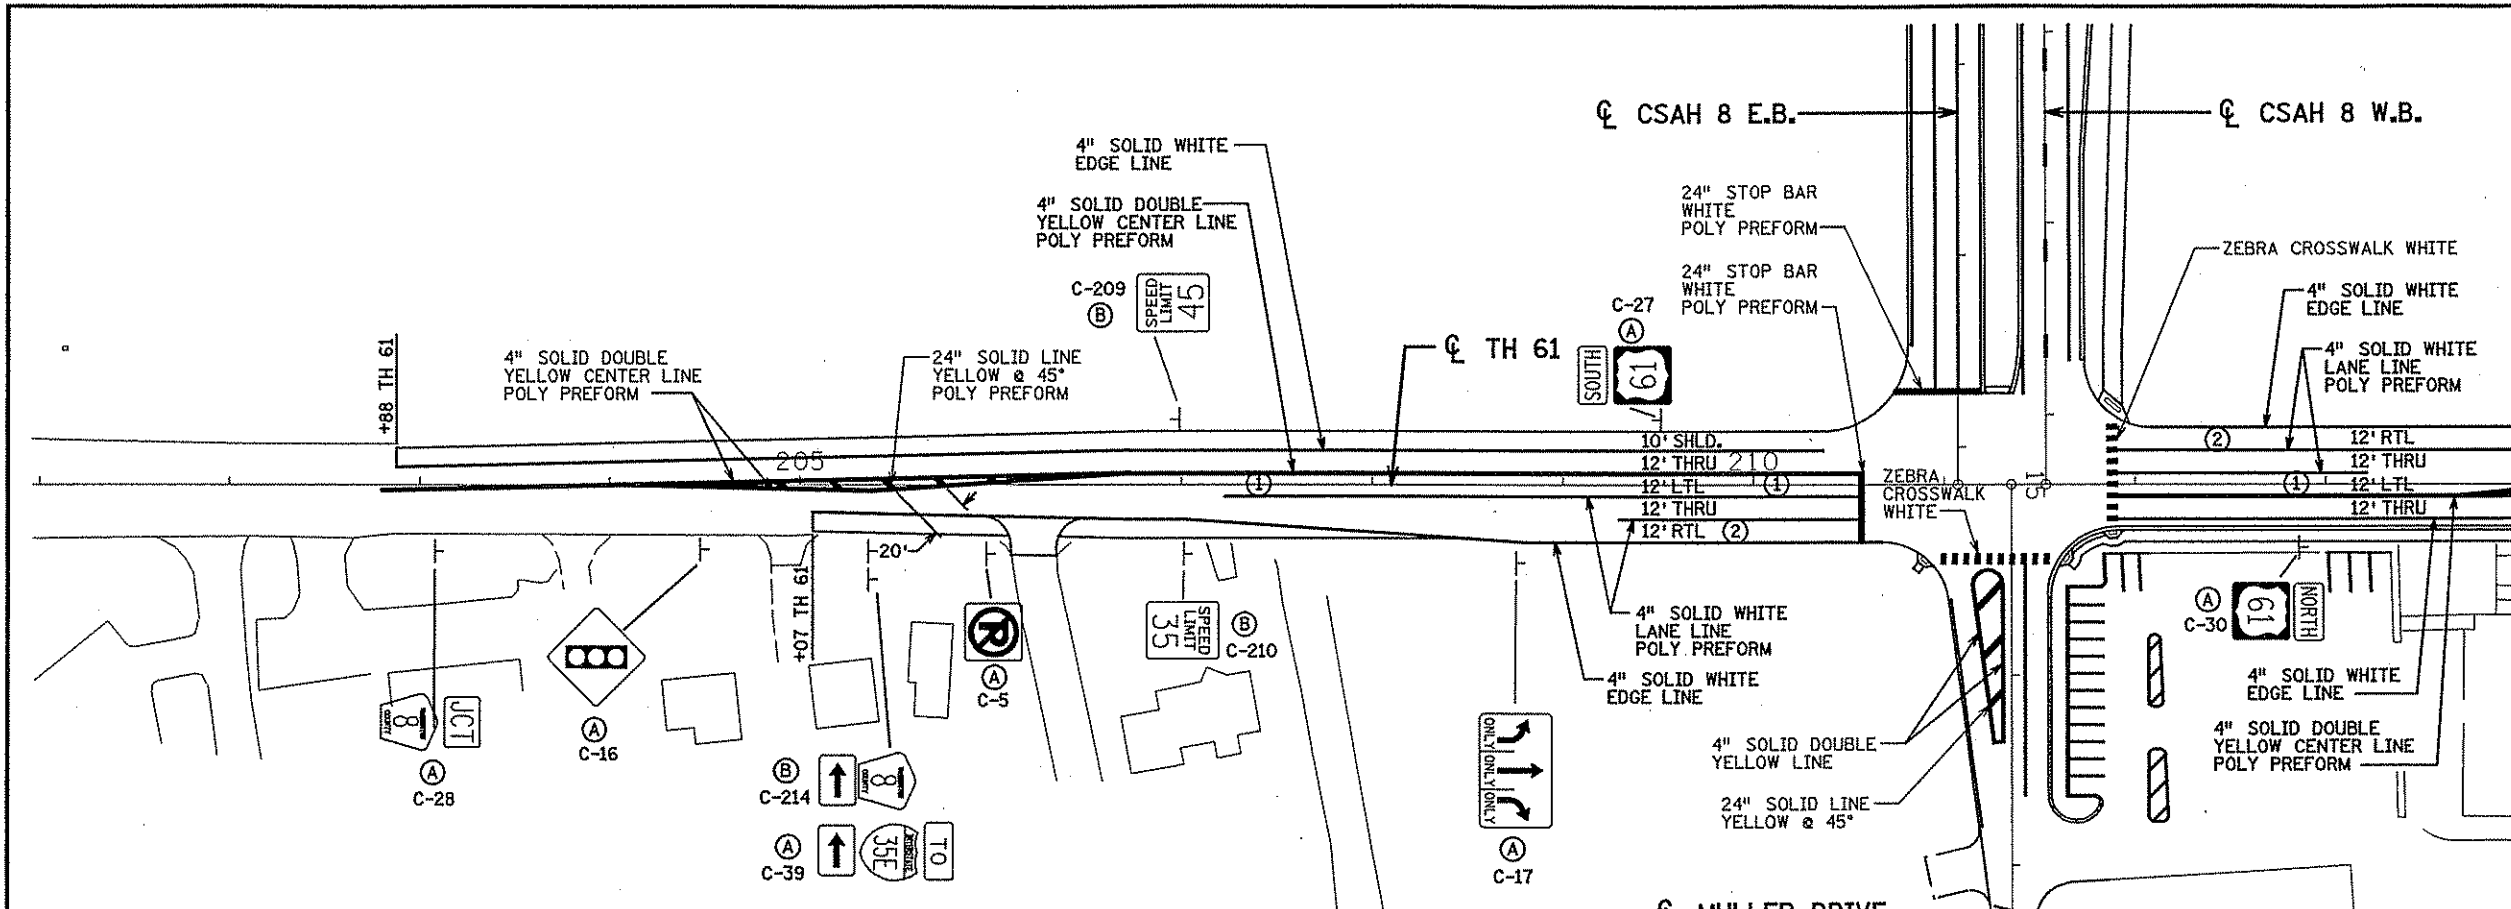 ℄ CSAH 8 E.B.
℄ CSAH 8 W.B.
4" SOLID WHITE
EDGE LINE
4" SOLID DOUBLE
YELLOW CENTER LINE
POLY PREFORM
24" STOP BAR
WHITE
POLY PREFORM
24" STOP BAR
WHITE
POLY PREFORM
ZEBRA CROSSWALK WHITE
4" SOLID WHITE
EDGE LINE
4" SOLID WHITE
LANE LINE
POLY PREFORM
C-209
B
SPEED
LIMIT
45
C-27
A
SOUTH
61
℄ TH 61
+88 TH 61
4" SOLID DOUBLE
YELLOW CENTER LINE
POLY PREFORM
24" SOLID LINE
YELLOW @ 45°
POLY PREFORM
205
10' SHLD.
12' THRU 210
1
12' LTL
1
12' THRU
12' RTL 2
ZEBRA
CROSSWALK
WHITE
15
2
12' RTL
12' THRU
1
12' LTL
12' THRU
20'
+07 TH 61
JCT
8
COUNTY
A
C-28
A
C-16
R
A
C-5
SPEED
LIMIT
35
B
C-210
B
C-214
8
COUNTY
A
C-39
INTERSTATE
35E
TO
ONLY
ONLY
ONLY
A
C-17
4" SOLID WHITE
LANE LINE
POLY PREFORM
4" SOLID WHITE
EDGE LINE
4" SOLID DOUBLE
YELLOW LINE
24" SOLID LINE
YELLOW @ 45°
A
C-30
61
NORTH
4" SOLID WHITE
EDGE LINE
4" SOLID DOUBLE
YELLOW CENTER LINE
POLY PREFORM
℄ MULLER DRIVE